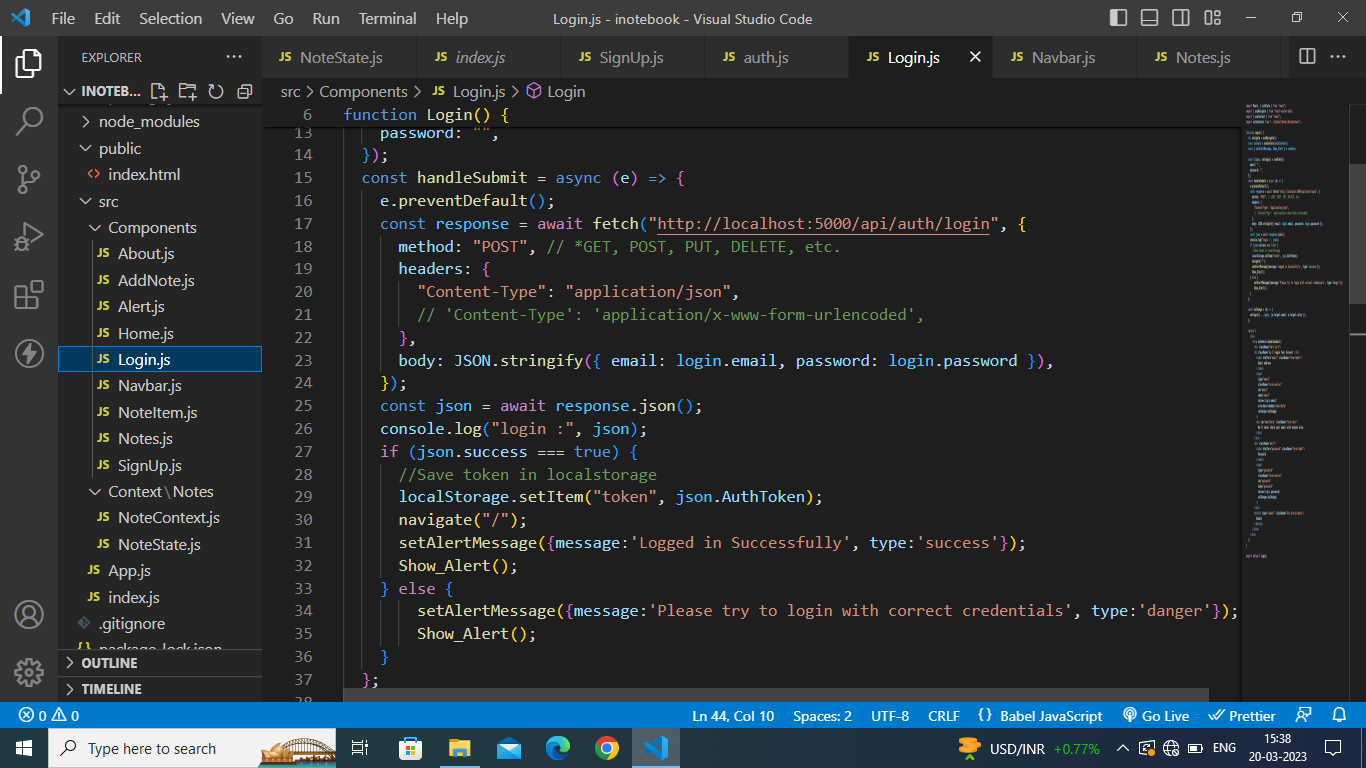 File Edit Selection View Go Run Terminal Help Login.js - inotebook - Visual Studio Code
EXPLORER ···
JS NoteState.js JS index.js JS SignUp.js JS auth.js JS Login.js JS Navbar.js JS Notes.js
INOTEB...
src > Components > JS Login.js > Login
node_modules
public
<> index.html
src
Components
JS About.js
JS AddNote.js
JS Alert.js
JS Home.js
JS Login.js
JS Navbar.js
JS NoteItem.js
JS Notes.js
JS SignUp.js
Context\Notes
JS NoteContext.js
JS NoteState.js
JS App.js
JS index.js
.gitignore
package-lock.json
OUTLINE
TIMELINE
6 function Login() {
13 password: "",
14 });
15 const handleSubmit = async (e) => {
16 e.preventDefault();
17 const response = await fetch("http://localhost:5000/api/auth/login", {
18 method: "POST", // *GET, POST, PUT, DELETE, etc.
19 headers: {
20 "Content-Type": "application/json",
21 // 'Content-Type': 'application/x-www-form-urlencoded',
22 },
23 body: JSON.stringify({ email: login.email, password: login.password }),
24 });
25 const json = await response.json();
26 console.log("login :", json);
27 if (json.success === true) {
28 //Save token in localstorage
29 localStorage.setItem("token", json.AuthToken);
30 navigate("/");
31 setAlertMessage({message:'Logged in Successfully', type:'success'});
32 Show_Alert();
33 } else {
34 setAlertMessage({message:'Please try to login with correct credentials', type:'danger'});
35 Show_Alert();
36 }
37 };
38
0 0 Ln 44, Col 10 Spaces: 2 UTF-8 CRLF {} Babel JavaScript Go Live Prettier
Type here to search USD/INR +0.77% ENG 15:38
20-03-2023